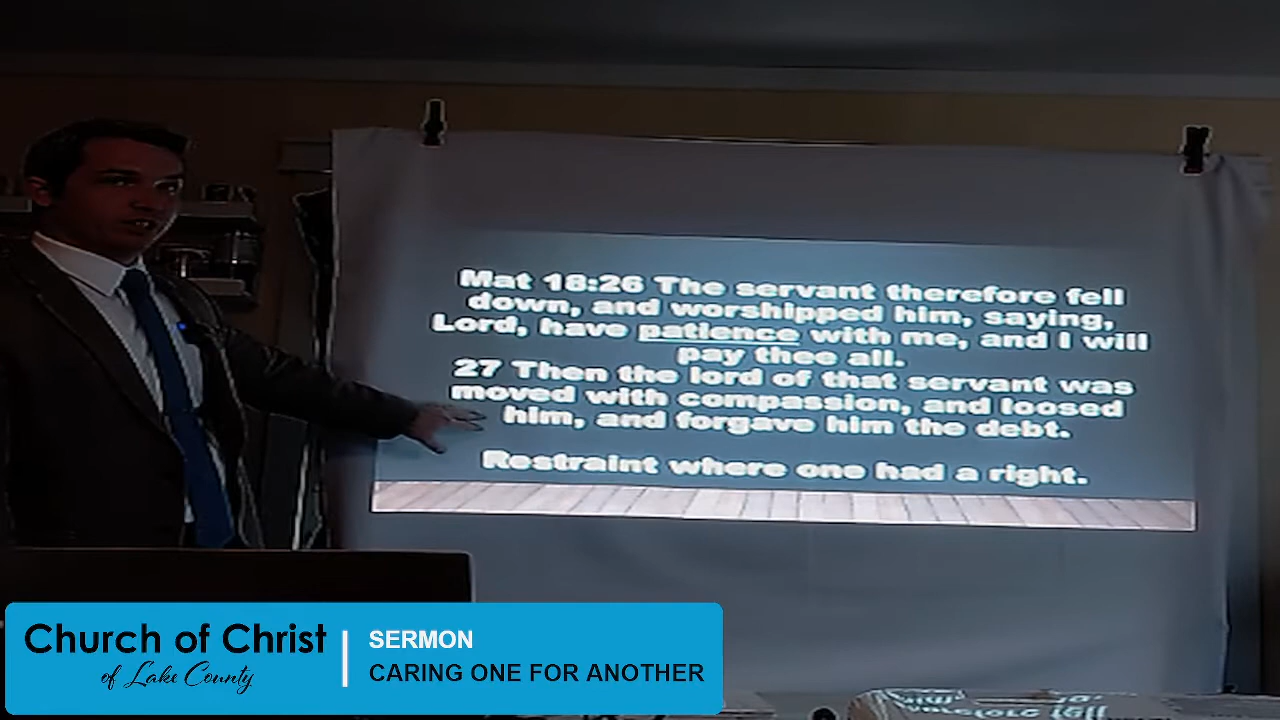 Mat 18:26 The servant therefore fell
down, and worshipped him, saying,
Lord, have patience with me, and I will
pay thee all.
27 Then the lord of that servant was
moved with compassion, and loosed
him, and forgave him the debt.
Restraint where one had a right.
Church of Christ
of Lake County
SERMON
CARING ONE FOR ANOTHER